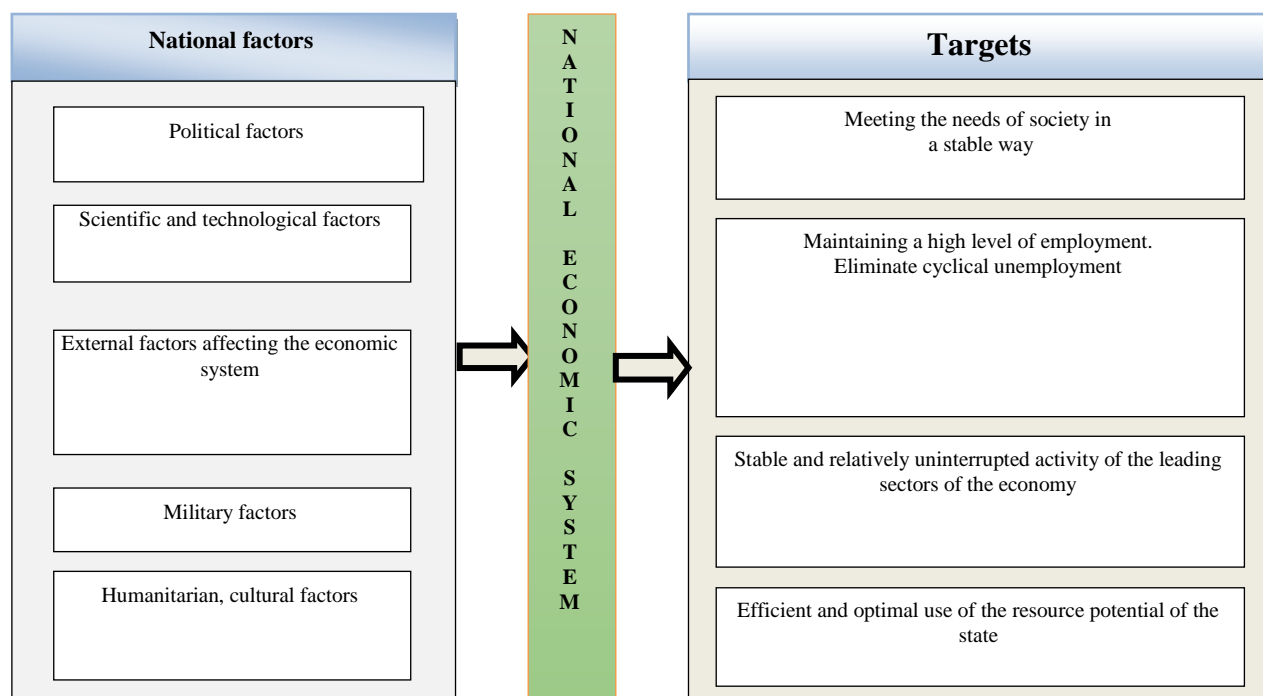 National factors
Political factors
Scientific and technological factors
External factors affecting the economic
system
Military factors
Humanitarian, cultural factors
N
A
T
I
O
N
A
L
E
C
O
N
O
M
I
C
S
Y
S
T
E
M
Targets
Meeting the needs of society in
a stable way
Maintaining a high level of employment.
Eliminate cyclical unemployment
Stable and relatively uninterrupted activity of the leading
sectors of the economy
Efficient and optimal use of the resource potential of the
state